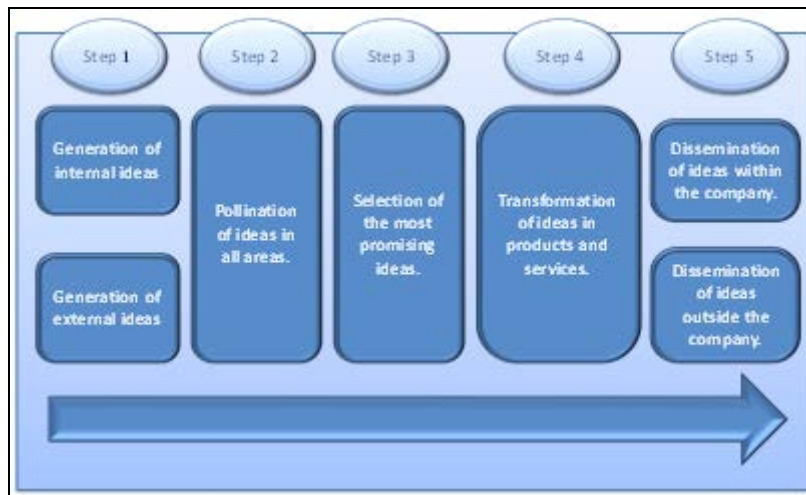 Step 1
Step 2
Step 3
Step 4
Step 5
Generation of
internal ideas
Generation of
external ideas
Pollination
of ideas in
all areas.
Selection of
the most
promising
ideas.
Transformation
of ideas in
products and
services.
Dissemination
of ideas within
the company.
Dissemination
of ideas
outside the
company.